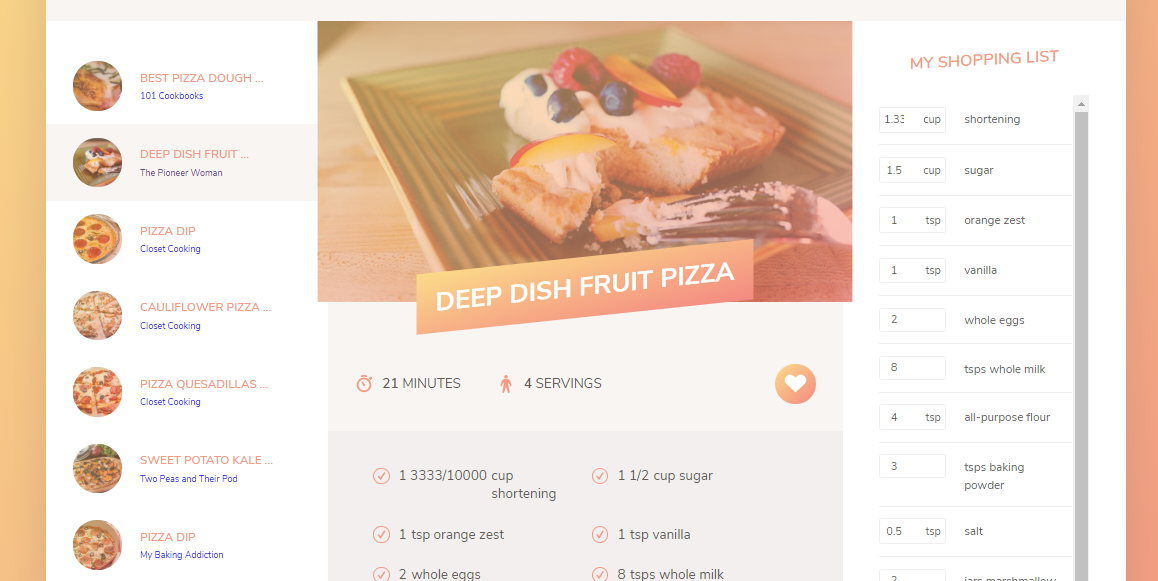 BEST PIZZA DOUGH ...
101 Cookbooks
DEEP DISH FRUIT ...
The Pioneer Woman
PIZZA DIP
Closet Cooking
CAULIFLOWER PIZZA ...
Closet Cooking
PIZZA QUESADILLAS ...
Closet Cooking
SWEET POTATO KALE ...
Two Peas and Their Pod
PIZZA DIP
My Baking Addiction
DEEP DISH FRUIT PIZZA
21 MINUTES
4 SERVINGS
1 3333/10000 cup
shortening
1 1/2 cup sugar
1 tsp orange zest
1 tsp vanilla
2 whole eggs
8 tsps whole milk
MY SHOPPING LIST
1.33 cup shortening
1.5 cup sugar
1 tsp orange zest
1 tsp vanilla
2 whole eggs
8 tsps whole milk
4 tsp all-purpose flour
3 tsps baking
powder
0.5 tsp salt
2 jars marshmallow